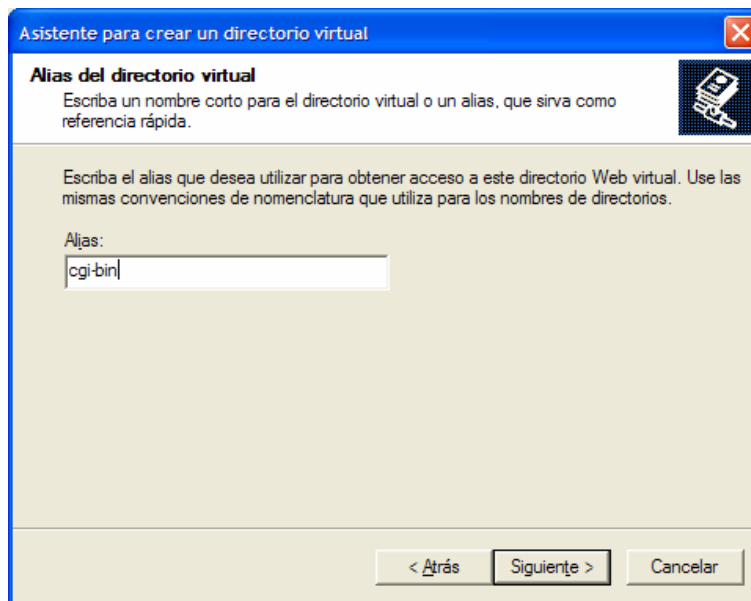 Asistente para crear un directorio virtual
Alias del directorio virtual
Escriba un nombre corto para el directorio virtual o un alias, que sirva como
referencia rápida.
Escriba el alias que desea utilizar para obtener acceso a este directorio Web virtual. Use las
mismas convenciones de nomenclatura que utiliza para los nombres de directorios.
Alias:
cgi-bin
< Atrás Siguiente > Cancelar